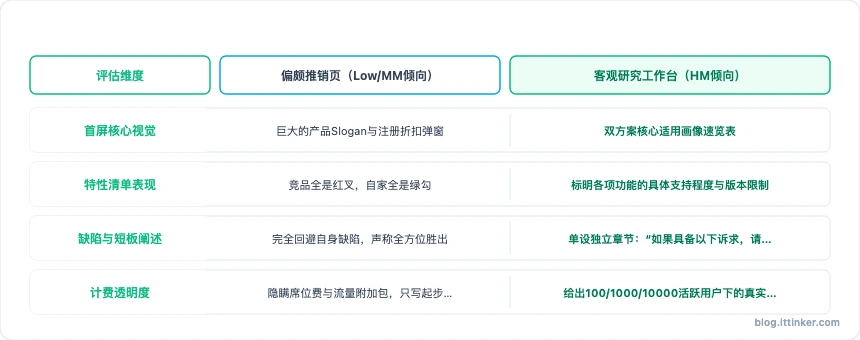 评估维度
偏颇推销页（Low/MM倾向）
客观研究工作台（HM倾向）
首屏核心视觉
巨大的产品Slogan与注册折扣弹窗
双方案核心适用画像速览表
特性清单表现
竞品全是红叉，自家全是绿勾
标明各项功能的具体支持程度与版本限制
缺陷与短板阐述
完全回避自身缺陷，声称全方位胜出
单设独立章节：“如果具备以下诉求，请...
计费透明度
隐瞒席位费与流量附加包，只写起步...
给出100/1000/10000活跃用户下的真实...
blog.ittinker.com